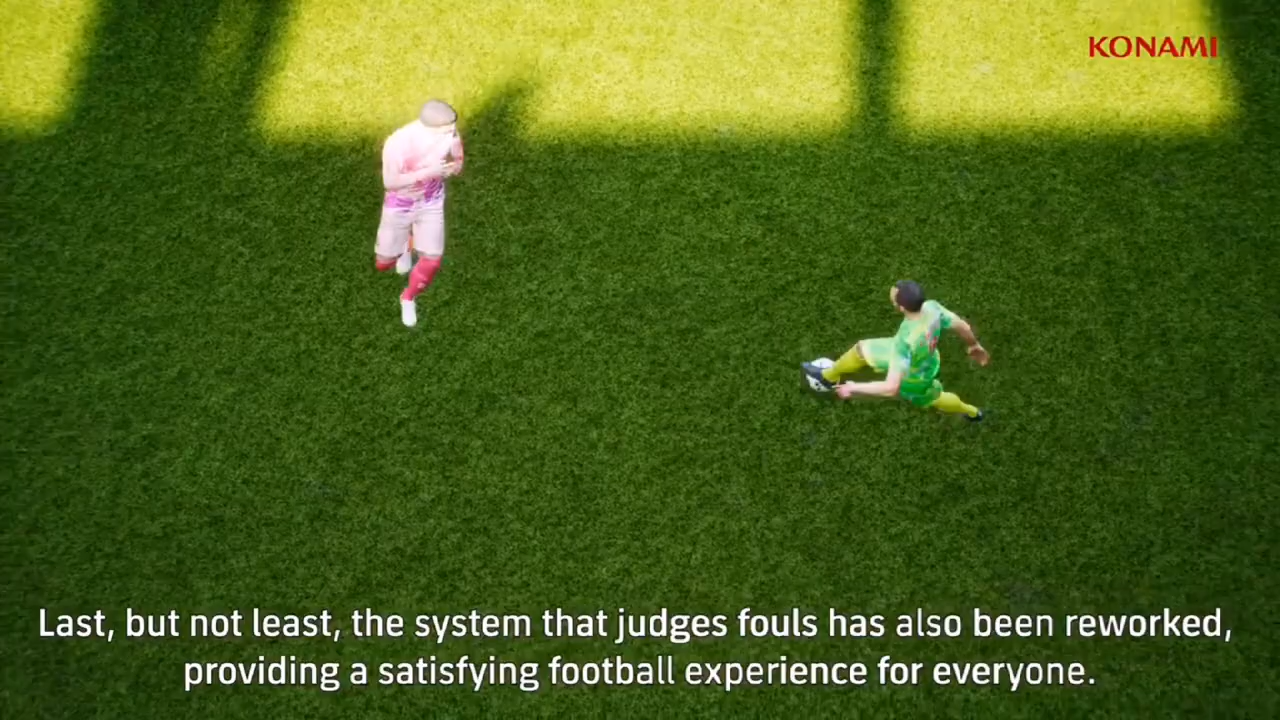 KONAMI
Last, but not least, the system that judges fouls has also been reworked,
providing a satisfying football experience for everyone.